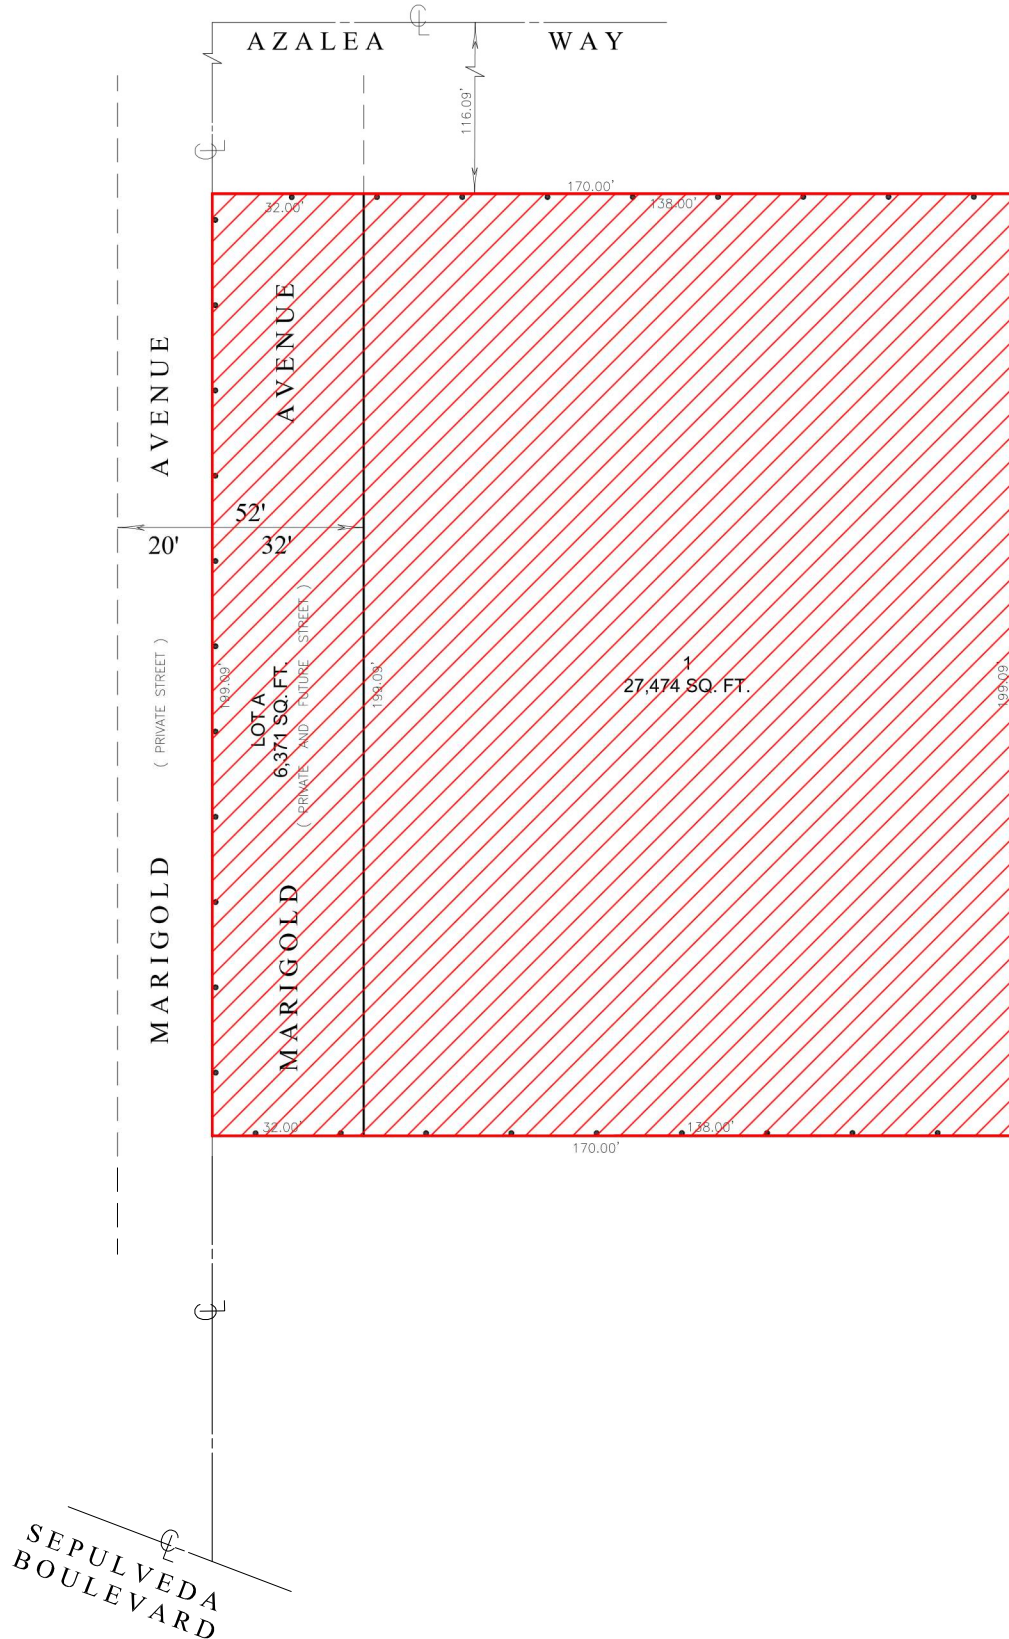 ℄
AZALEA WAY
116.09'
℄
170.00'
32.00'
138.00'
AVENUE
AVENUE
52'
20'
32'
( PRIVATE STREET )
199.09'
LOT A
6,371 SQ. FT.
( PRIVATE AND FUTURE STREET )
199.09'
1
27,474 SQ. FT.
199.09
MARIGOLD
MARIGOLD
32.00'
138.00'
170.00'
℄
℄
SEPULVEDA
BOULEVARD